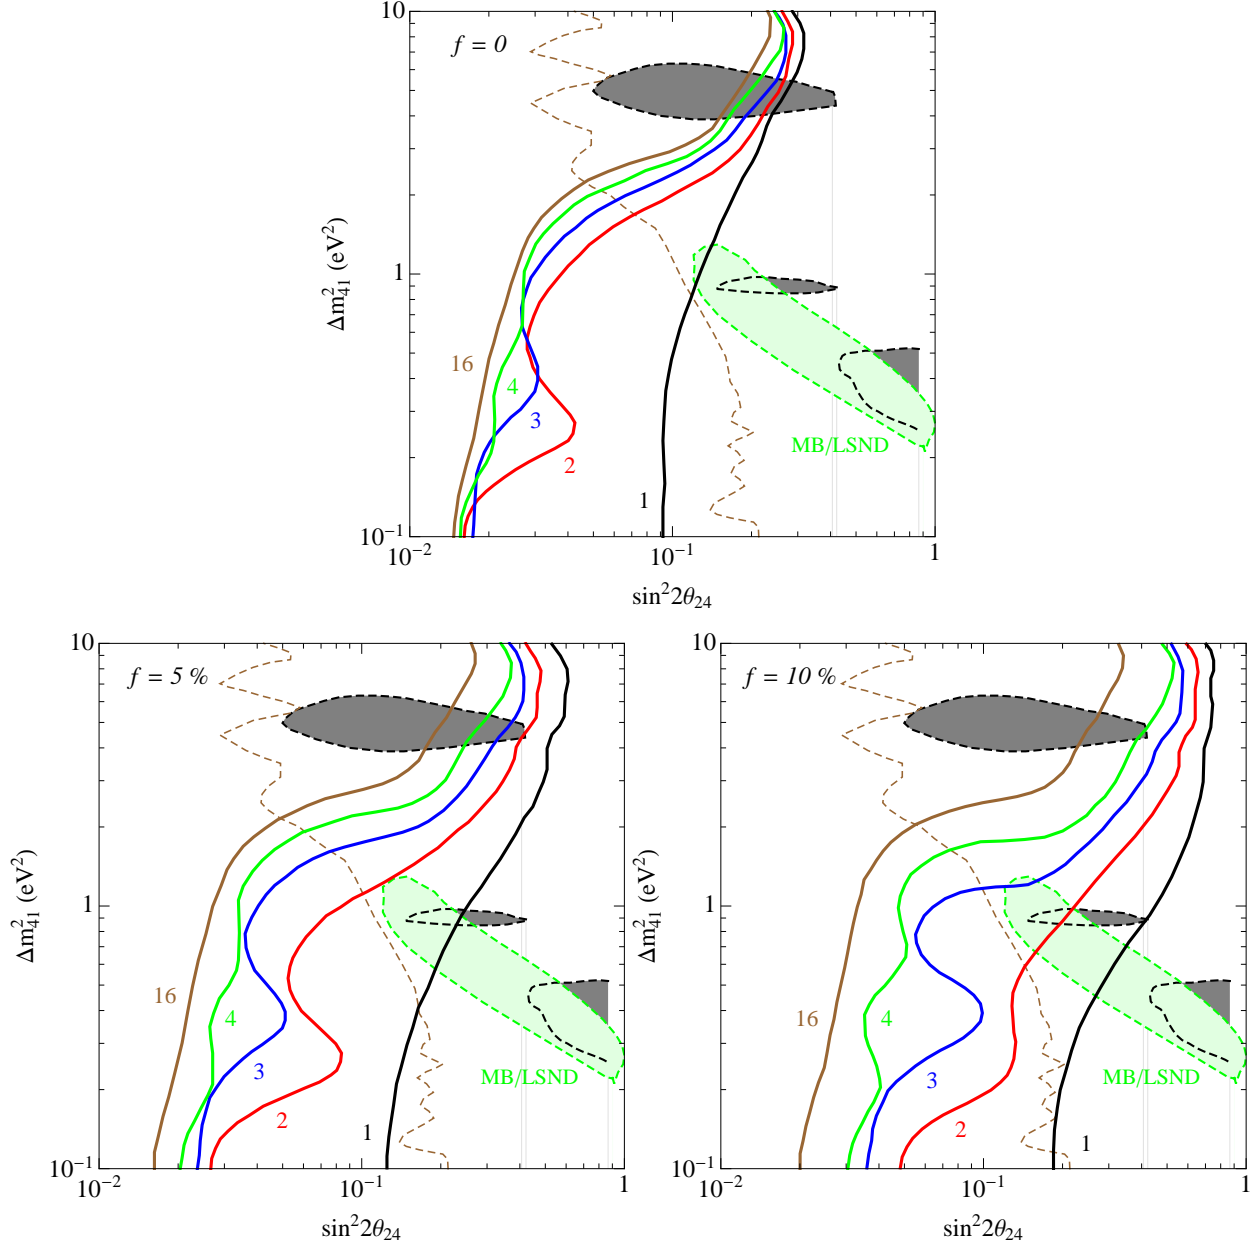 f = 0
10
1
10⁻¹
Δm²₄₁ (eV²)
16
4
3
2
1
MB/LSND
10⁻²
10⁻¹
1
sin²2θ₂₄
f = 5 %
10
1
10⁻¹
Δm²₄₁ (eV²)
16
4
3
2
1
MB/LSND
10⁻²
10⁻¹
1
sin²2θ₂₄
f = 10 %
10
1
10⁻¹
Δm²₄₁ (eV²)
16
4
3
2
1
MB/LSND
10⁻²
10⁻¹
1
sin²2θ₂₄